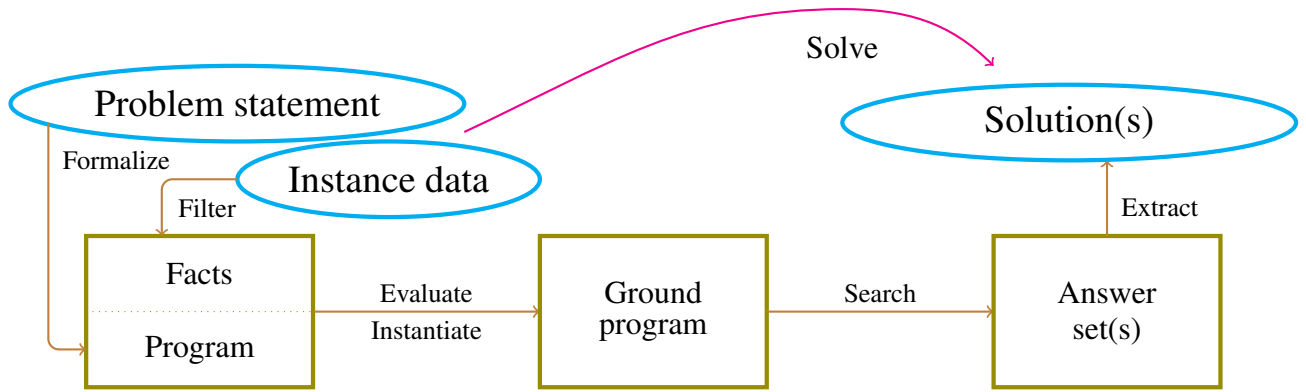 Solve
Problem statement
Solution(s)
Formalize
Instance data
Filter
Extract
Facts
Program
Evaluate
Instantiate
Ground
program
Search
Answer
set(s)